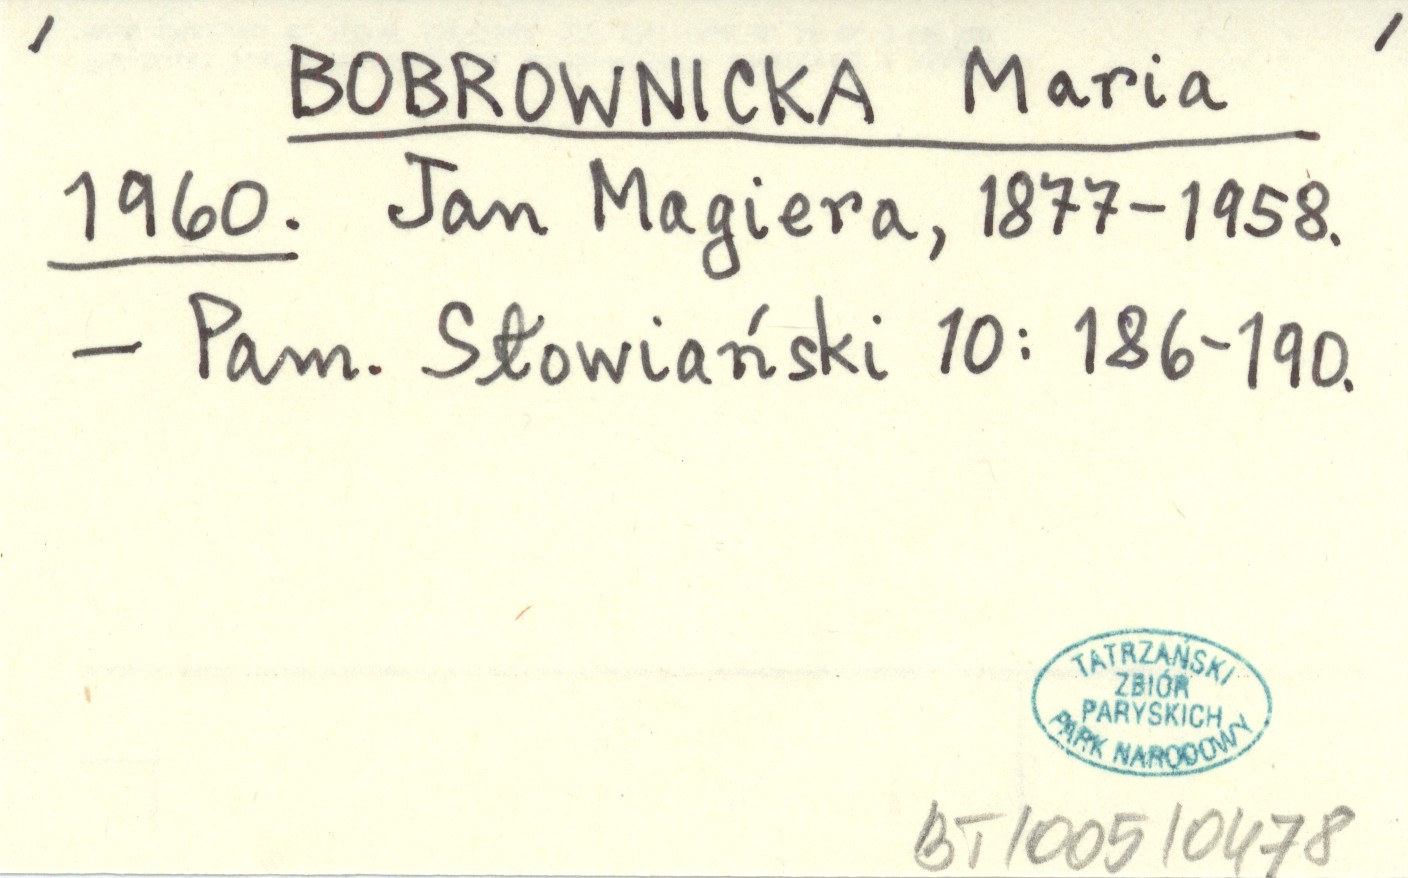 BOBROWNICKA Maria
1960. Jan Magiera, 1877-1958.
- Pam. Słowiański 10: 186-190.
TATRZAŃSKI
ZBIÓR
PARYSKICH
PARK NARODOWY
BT/005/0478